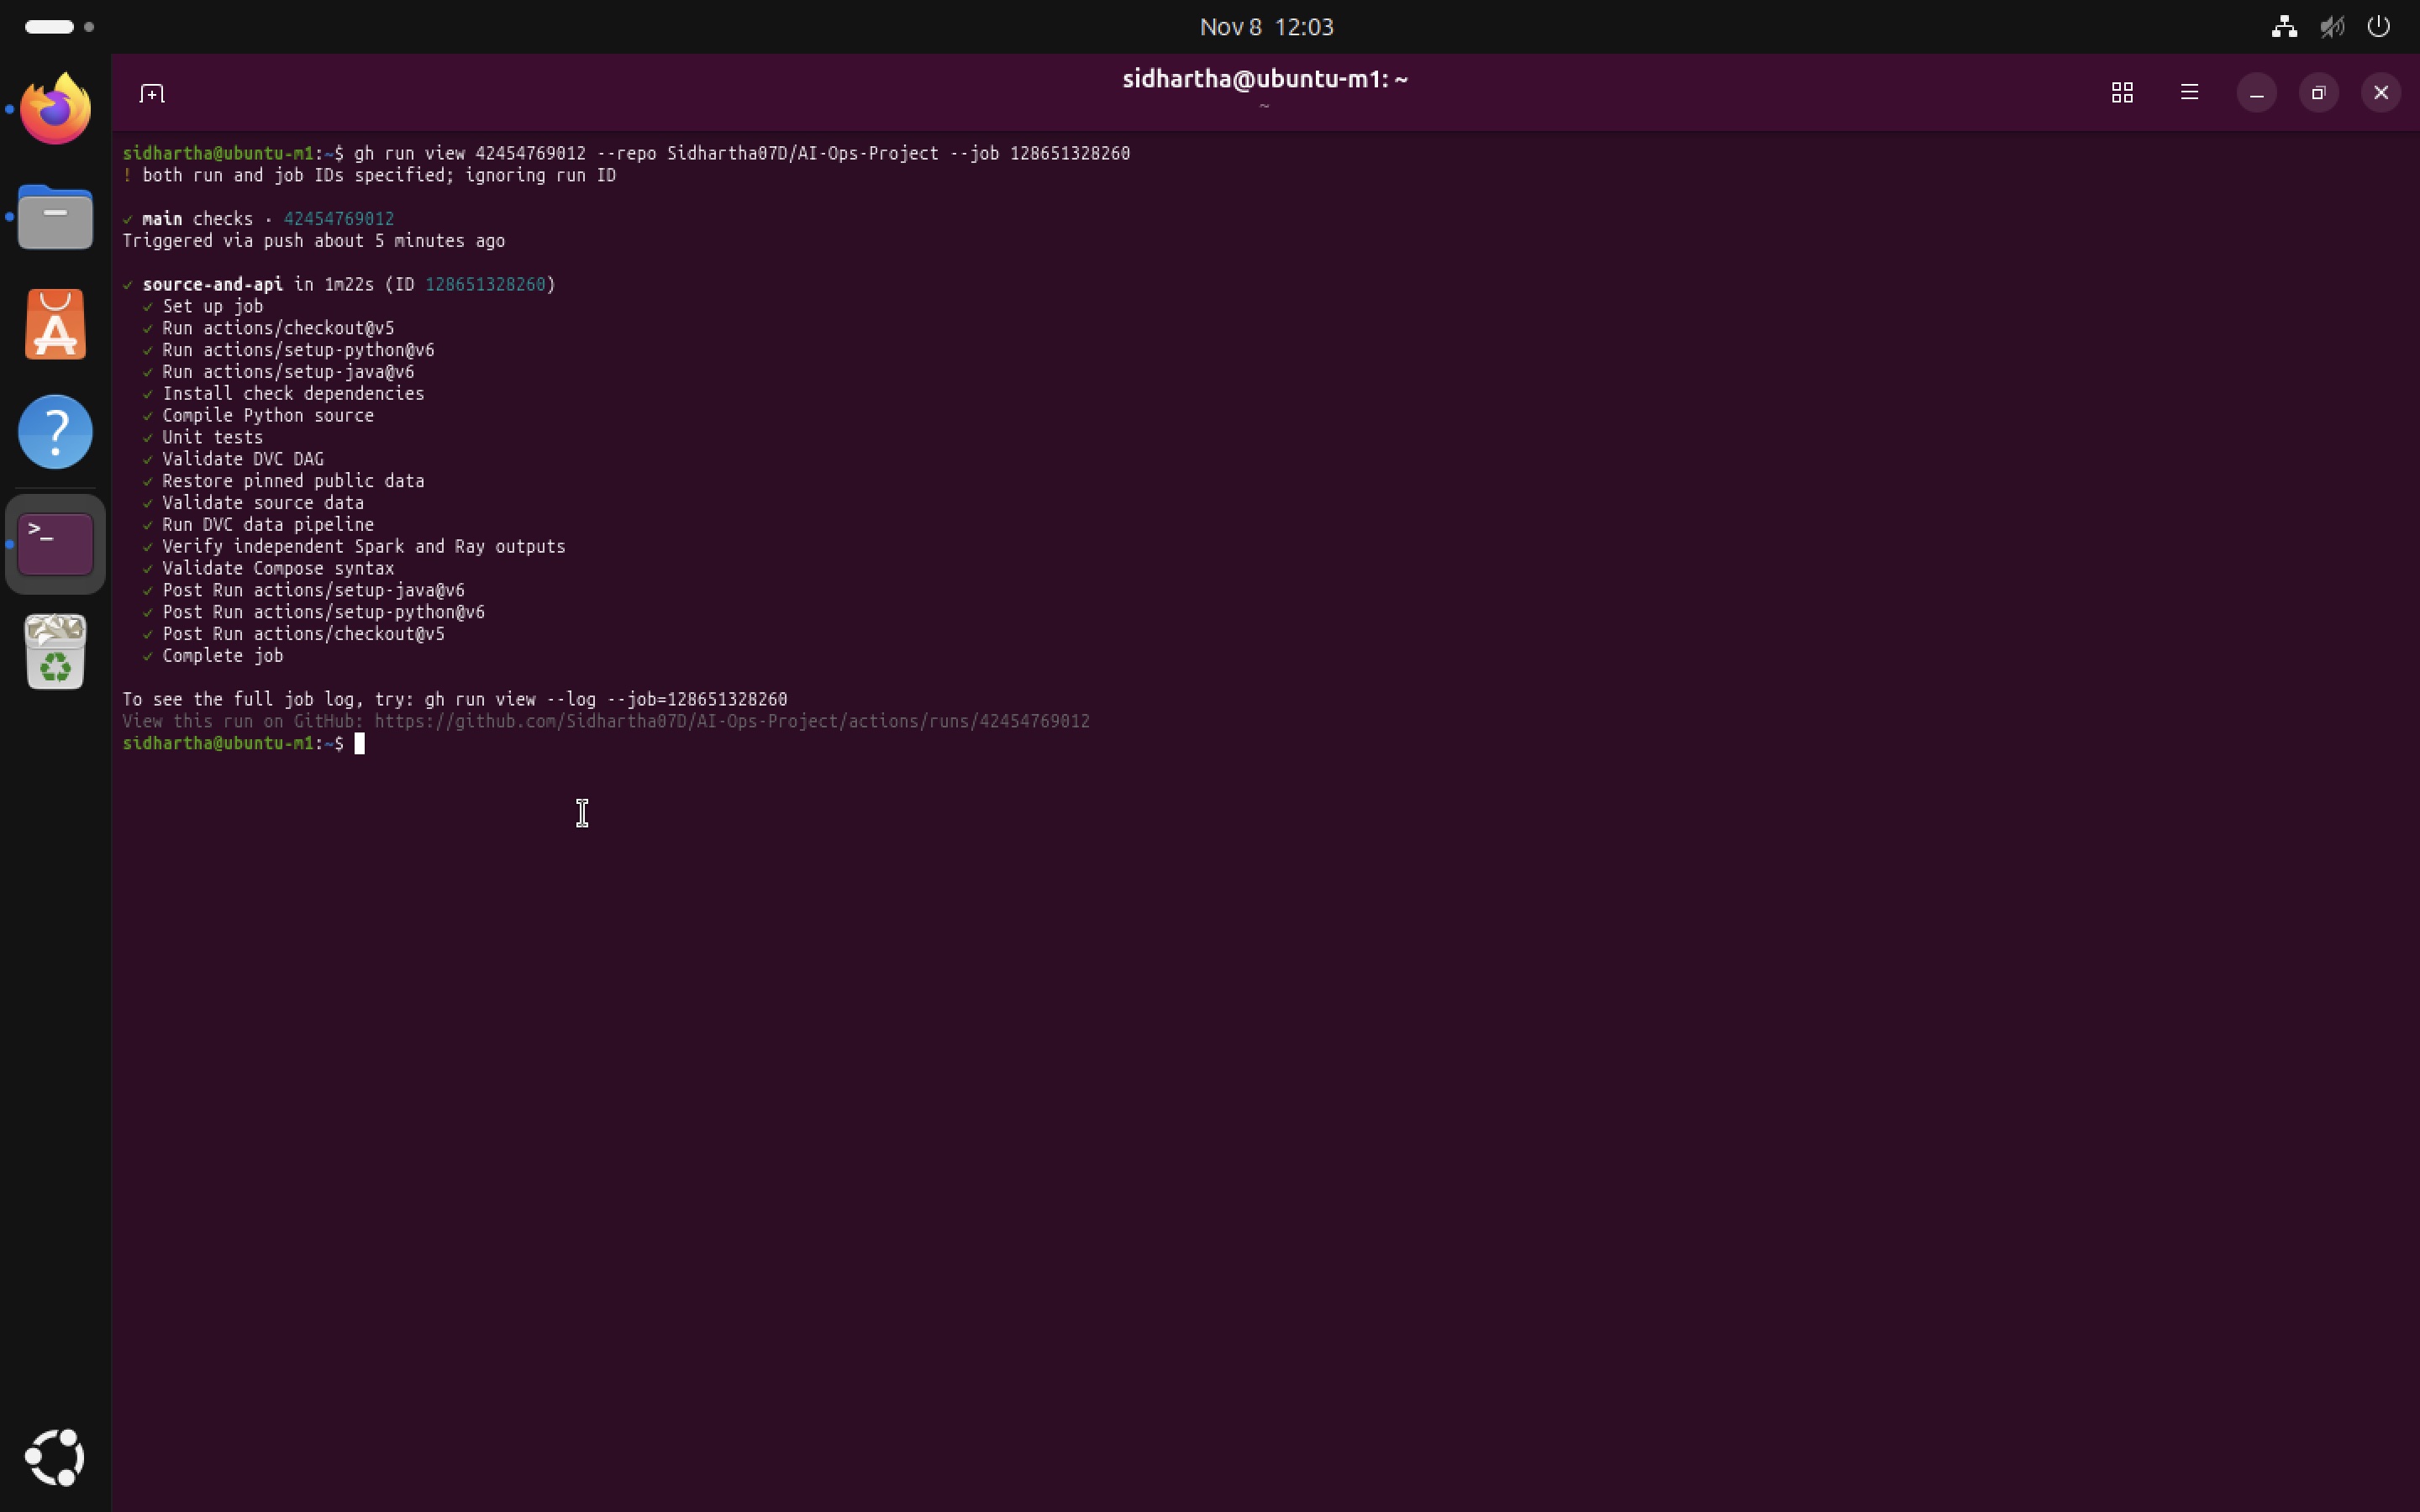 Nov 8 12:03
sidhartha@ubuntu-m1: ~
~
sidhartha@ubuntu-m1:~$ gh run view 42454769012 --repo Sidhartha07D/AI-Ops-Project --job 128651328260
! both run and job IDs specified; ignoring run ID
✓ main checks · 42454769012
Triggered via push about 5 minutes ago
✓ source-and-api in 1m22s (ID 128651328260)
✓ Set up job
✓ Run actions/checkout@v5
✓ Run actions/setup-python@v6
✓ Run actions/setup-java@v6
✓ Install check dependencies
✓ Compile Python source
✓ Unit tests
✓ Validate DVC DAG
✓ Restore pinned public data
✓ Validate source data
✓ Run DVC data pipeline
✓ Verify independent Spark and Ray outputs
✓ Validate Compose syntax
✓ Post Run actions/setup-java@v6
✓ Post Run actions/setup-python@v6
✓ Post Run actions/checkout@v5
✓ Complete job
To see the full job log, try: gh run view --log --job=128651328260
View this run on GitHub: https://github.com/Sidhartha07D/AI-Ops-Project/actions/runs/42454769012
sidhartha@ubuntu-m1:~$